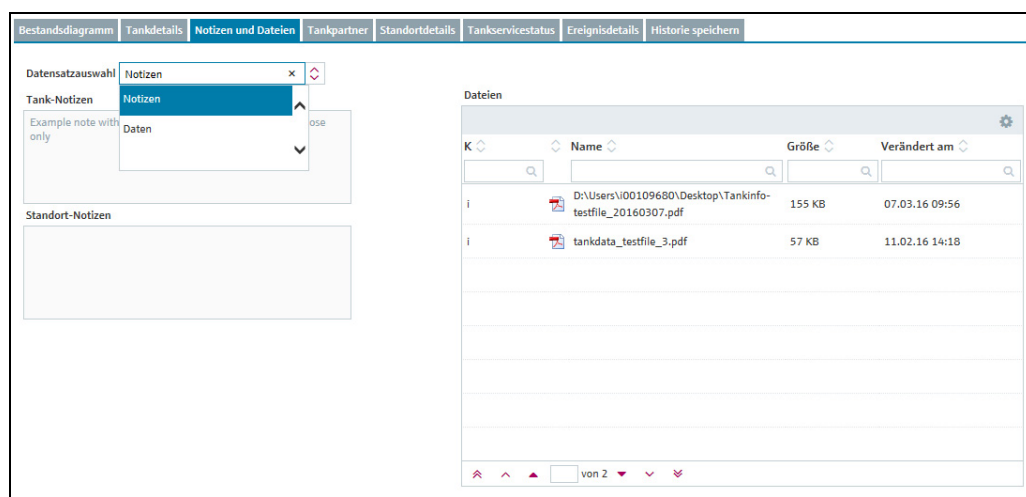 Bestandsdiagramm Tankdetails Notizen und Dateien Tankpartner Standortdetails Tankservicestatus Ereignisdetails Historie speichern
Datensatzauswahl Notizen ×
Tank-Notizen
Notizen
Daten
Example note with
ose
only
Standort-Notizen
Dateien
K Name Größe Verändert am
i D:\Users\i00109680\Desktop\Tankinfo-
testfile_20160307.pdf 155 KB 07.03.16 09:56
i tankdata_testfile_3.pdf 57 KB 11.02.16 14:18
von 2